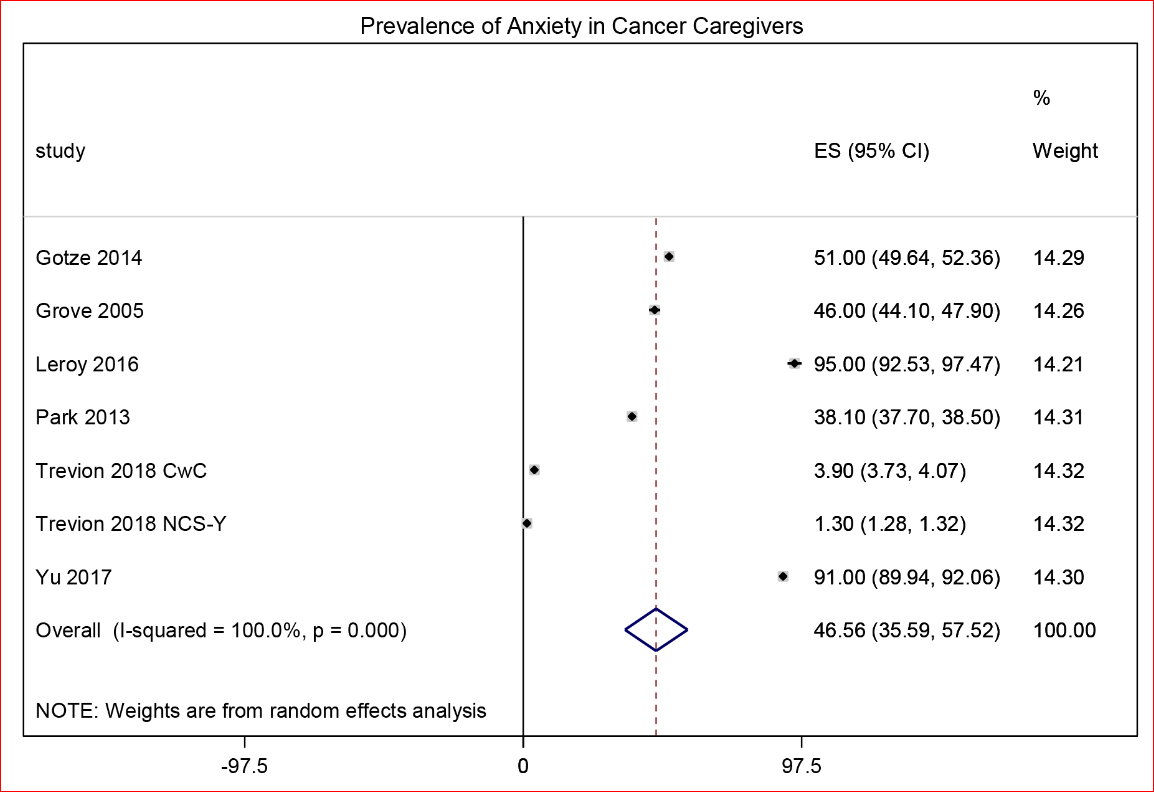 Prevalence of Anxiety in Cancer Caregivers
%
study ES (95% CI) Weight
Gotze 2014 51.00 (49.64, 52.36) 14.29
Grove 2005 46.00 (44.10, 47.90) 14.26
Leroy 2016 95.00 (92.53, 97.47) 14.21
Park 2013 38.10 (37.70, 38.50) 14.31
Trevion 2018 CwC 3.90 (3.73, 4.07) 14.32
Trevion 2018 NCS-Y 1.30 (1.28, 1.32) 14.32
Yu 2017 91.00 (89.94, 92.06) 14.30
Overall (I-squared = 100.0%, p = 0.000) 46.56 (35.59, 57.52) 100.00
NOTE: Weights are from random effects analysis
-97.5 0 97.5